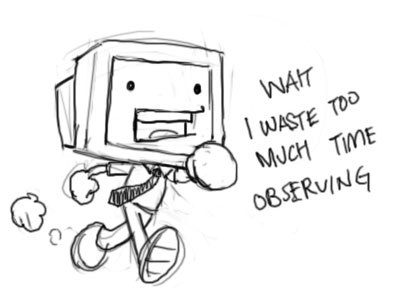 WAIT
I WASTE TOO
MUCH TIME
OBSERVING